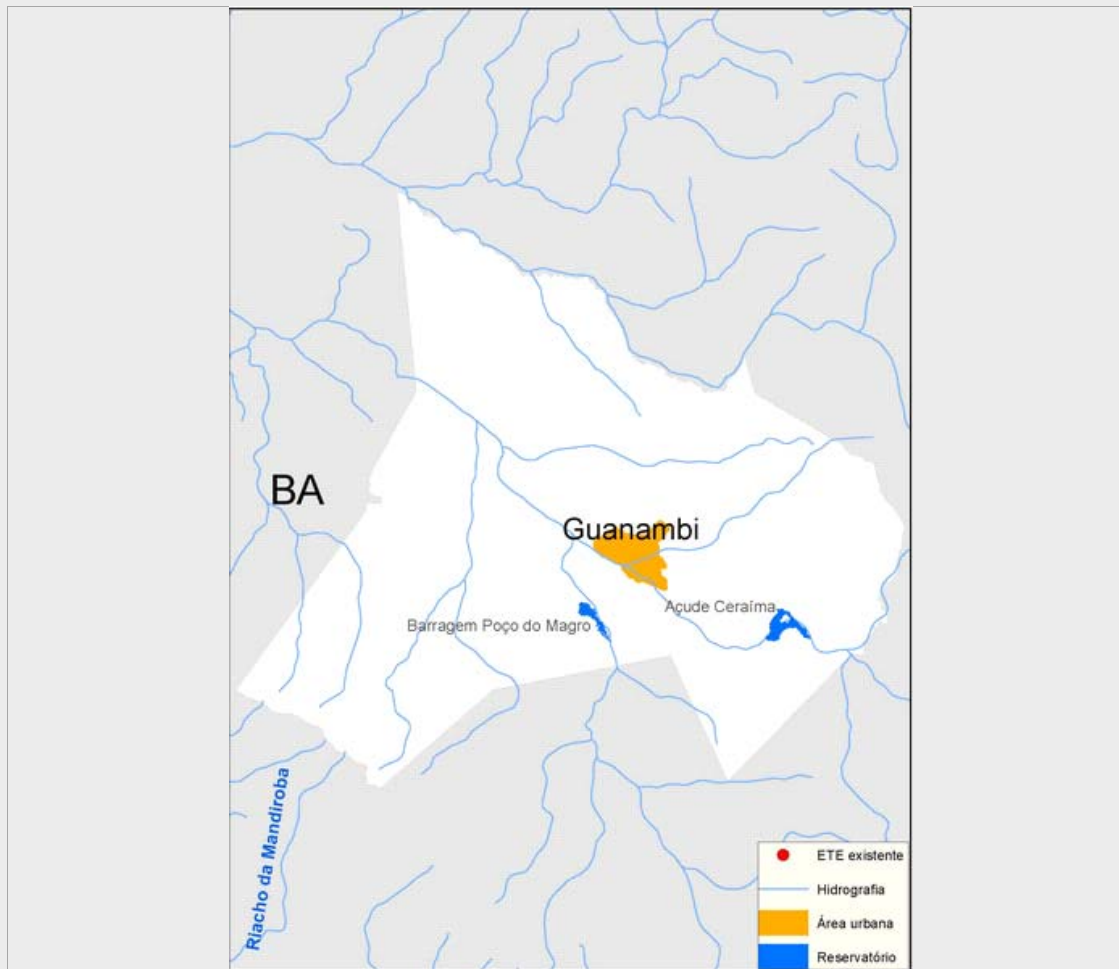 BA
Guanambi
Açude Ceraíma
Barragem Poço do Magro
Riacho da Mandiroba
ETE existente
Hidrografia
Área urbana
Reservatório